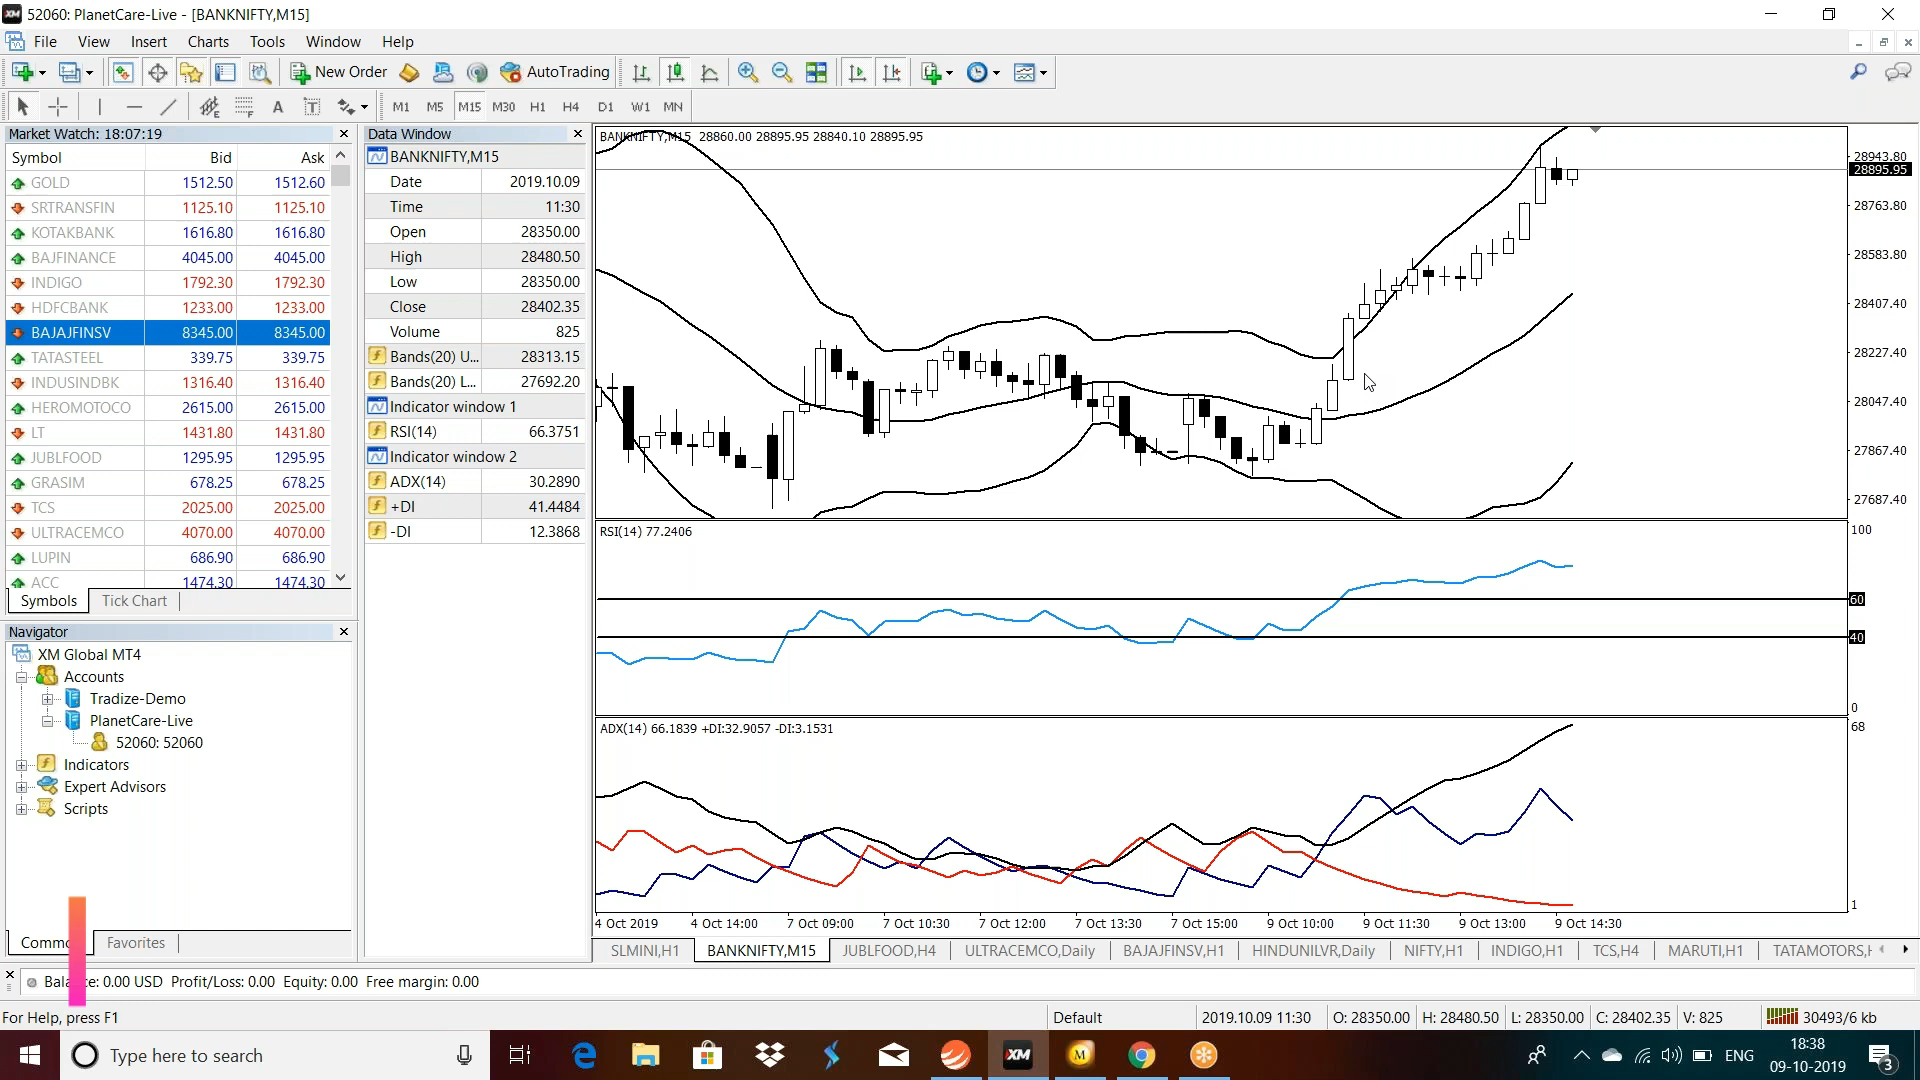 52060: PlanetCare-Live - [BANKNIFTY,M15]
File View Insert Charts Tools Window Help
New Order AutoTrading
A T M1 M5 M15 M30 H1 H4 D1 W1 MN
Market Watch: 18:07:19
Symbol Bid Ask
GOLD 1512.50 1512.60
SRTRANSFIN 1125.10 1125.10
KOTAKBANK 1616.80 1616.80
BAJFINANCE 4045.00 4045.00
INDIGO 1792.30 1792.30
HDFCBANK 1233.00 1233.00
BAJAJFINSV 8345.00 8345.00
TATASTEEL 339.75 339.75
INDUSINDBK 1316.40 1316.40
HEROMOTOCO 2615.00 2615.00
LT 1431.80 1431.80
JUBLFOOD 1295.95 1295.95
GRASIM 678.25 678.25
TCS 2025.00 2025.00
ULTRACEMCO 4070.00 4070.00
LUPIN 686.90 686.90
ACC 1474.30 1474.30
Symbols Tick Chart
Navigator
XM Global MT4
Accounts
Tradize-Demo
PlanetCare-Live
52060: 52060
Indicators
Expert Advisors
Scripts
Commo Favorites
Data Window
BANKNIFTY,M15
Date 2019.10.09
Time 11:30
Open 28350.00
High 28480.50
Low 28350.00
Close 28402.35
Volume 825
Bands(20) U... 28313.15
Bands(20) L... 27692.20
Indicator window 1
RSI(14) 66.3751
Indicator window 2
ADX(14) 30.2890
+DI 41.4484
-DI 12.3868
BANKNIFTY,M15 28860.00 28895.95 28840.10 28895.95
28943.80
28895.95
28763.80
28583.80
28407.40
28227.40
28047.40
27867.40
27687.40
RSI(14) 77.2406
100
60
40
0
ADX(14) 66.1839 +DI:32.9057 -DI:3.1531
68
1
4 Oct 2019 4 Oct 14:00 7 Oct 09:00 7 Oct 10:30 7 Oct 12:00 7 Oct 13:30 7 Oct 15:00 9 Oct 10:00 9 Oct 11:30 9 Oct 13:00 9 Oct 14:30
SLMINI,H1 BANKNIFTY,M15 JUBLFOOD,H4 ULTRACEMCO,Daily BAJAJFINSV,H1 HINDUNILVR,Daily NIFTY,H1 INDIGO,H1 TCS,H4 MARUTI,H1 TATAMOTORS,H
0.00 USD Profit/Loss: 0.00 Equity: 0.00 Free margin: 0.00
For Help, press F1
Default 2019.10.09 11:30 O: 28350.00 H: 28480.50 L: 28350.00 C: 28402.35 V: 825 30493/6 kb
Type here to search
XM
M
ENG
18:38
09-10-2019
3